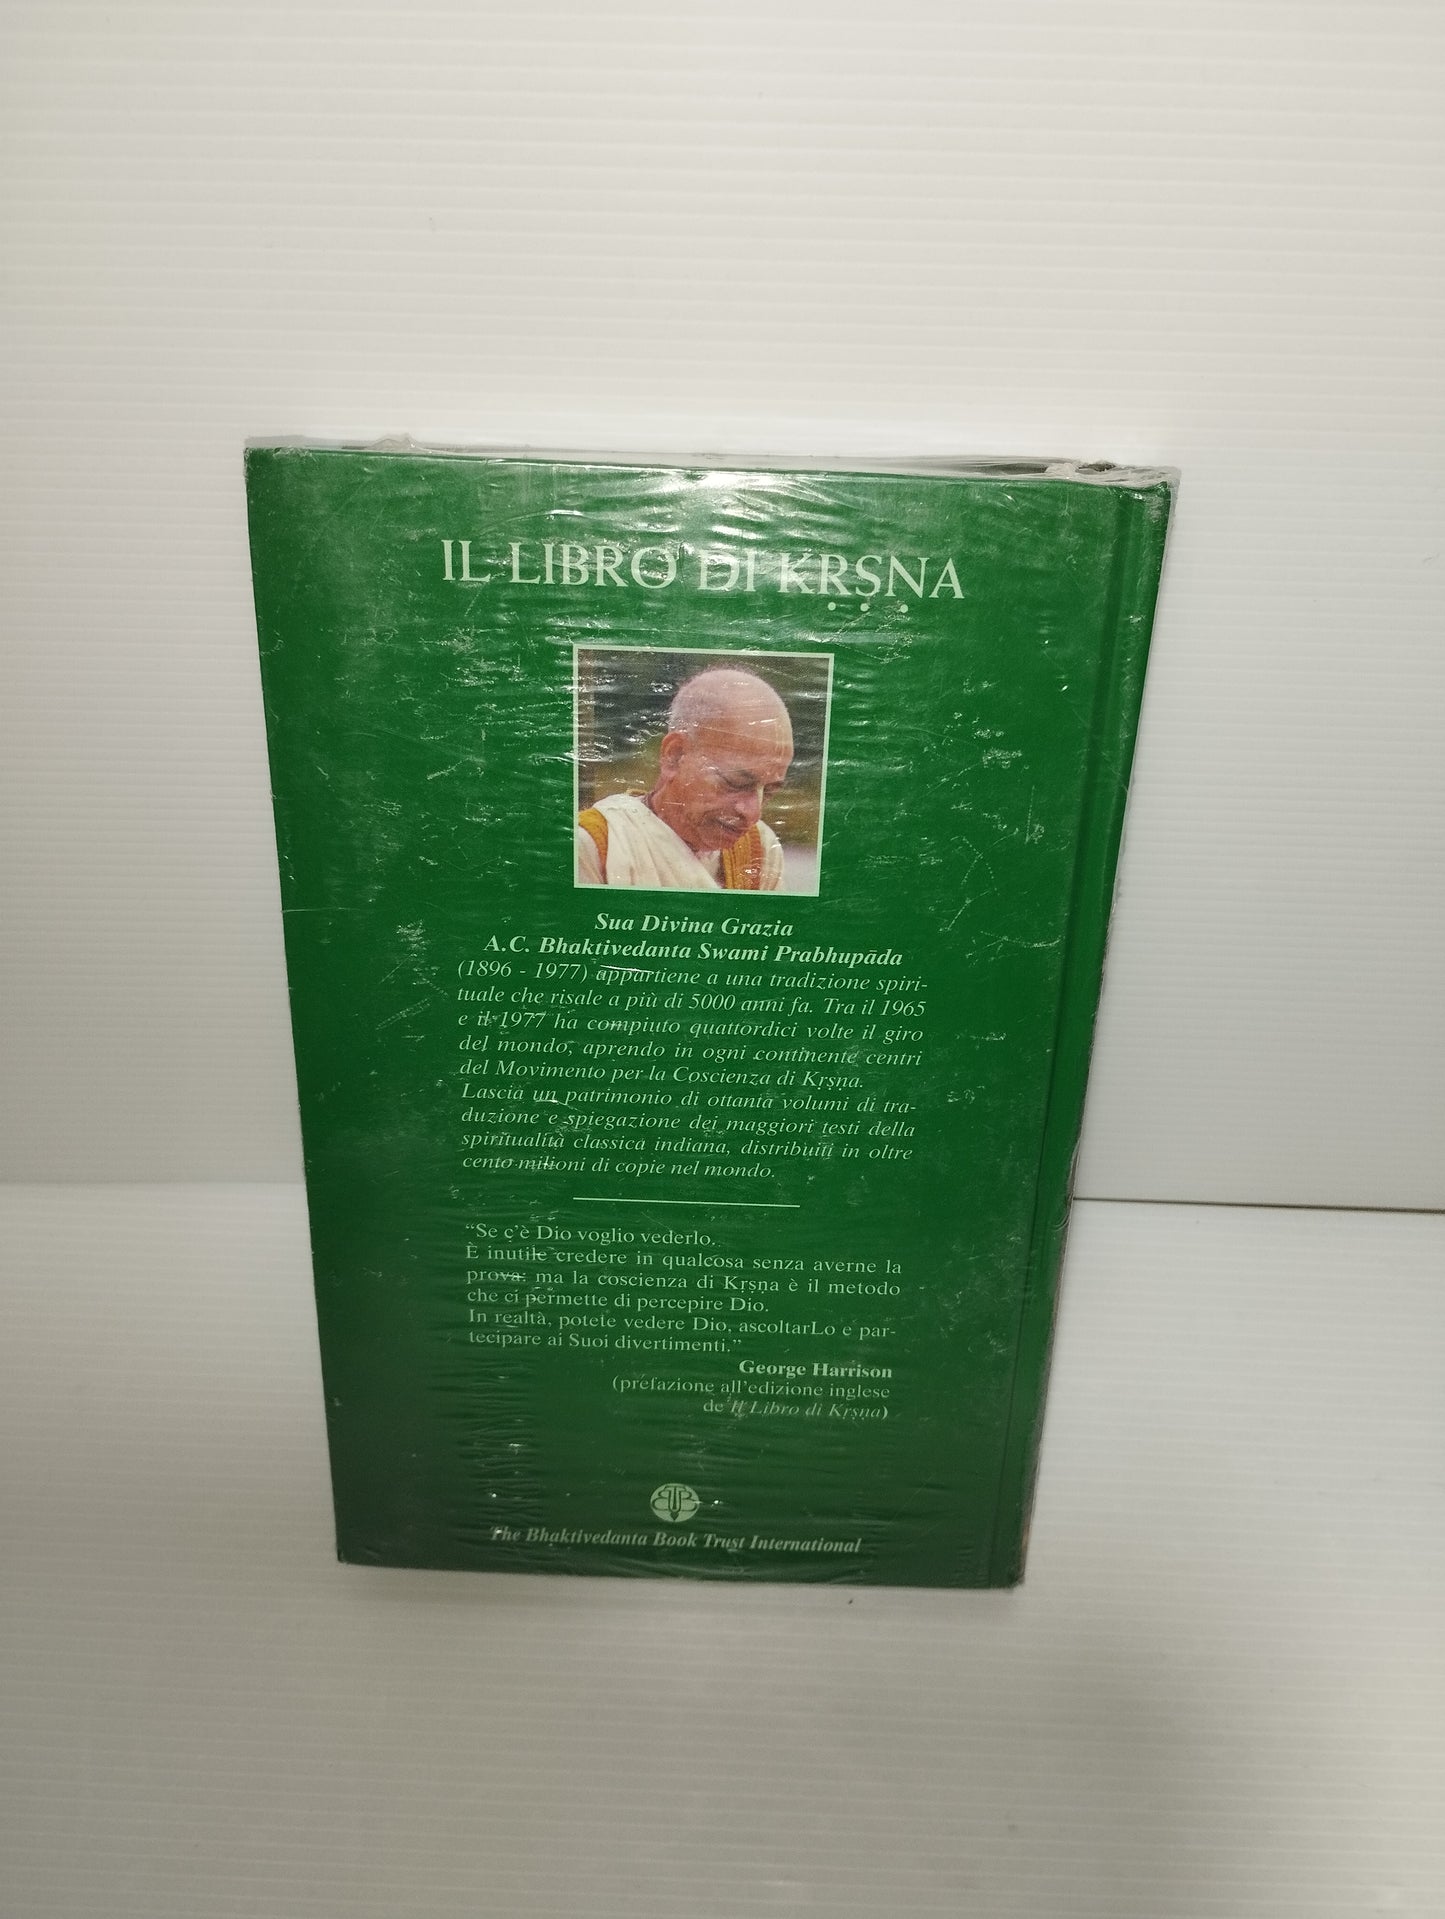 IL LIBRO DI KṚṢṆA
Sua Divina Grazia
A.C. Bhaktivedanta Swami Prabhupāda
(1896 - 1977) appartiene a una tradizione spiri-
tuale che risale a più di 5000 anni fa. Tra il 1965
e il 1977 ha compiuto quattordici volte il giro
del mondo, aprendo in ogni continente centri
del Movimento per la Coscienza di Kṛṣṇa.
Lascia un patrimonio di ottanta volumi di tra-
duzione e spiegazione dei maggiori testi della
spiritualità classica indiana, distribuiti in oltre
cento milioni di copie nel mondo.
“Se c'è Dio voglio vederlo.
È inutile credere in qualcosa senza averne la
prova: ma la coscienza di Kṛṣṇa è il metodo
che ci permette di percepire Dio.
In realtà, potete vedere Dio, ascoltarLo e par-
tecipare ai Suoi divertimenti.”
George Harrison
(prefazione all'edizione inglese
de Il Libro di Kṛṣṇa)
BTB
The Bhaktivedanta Book Trust International